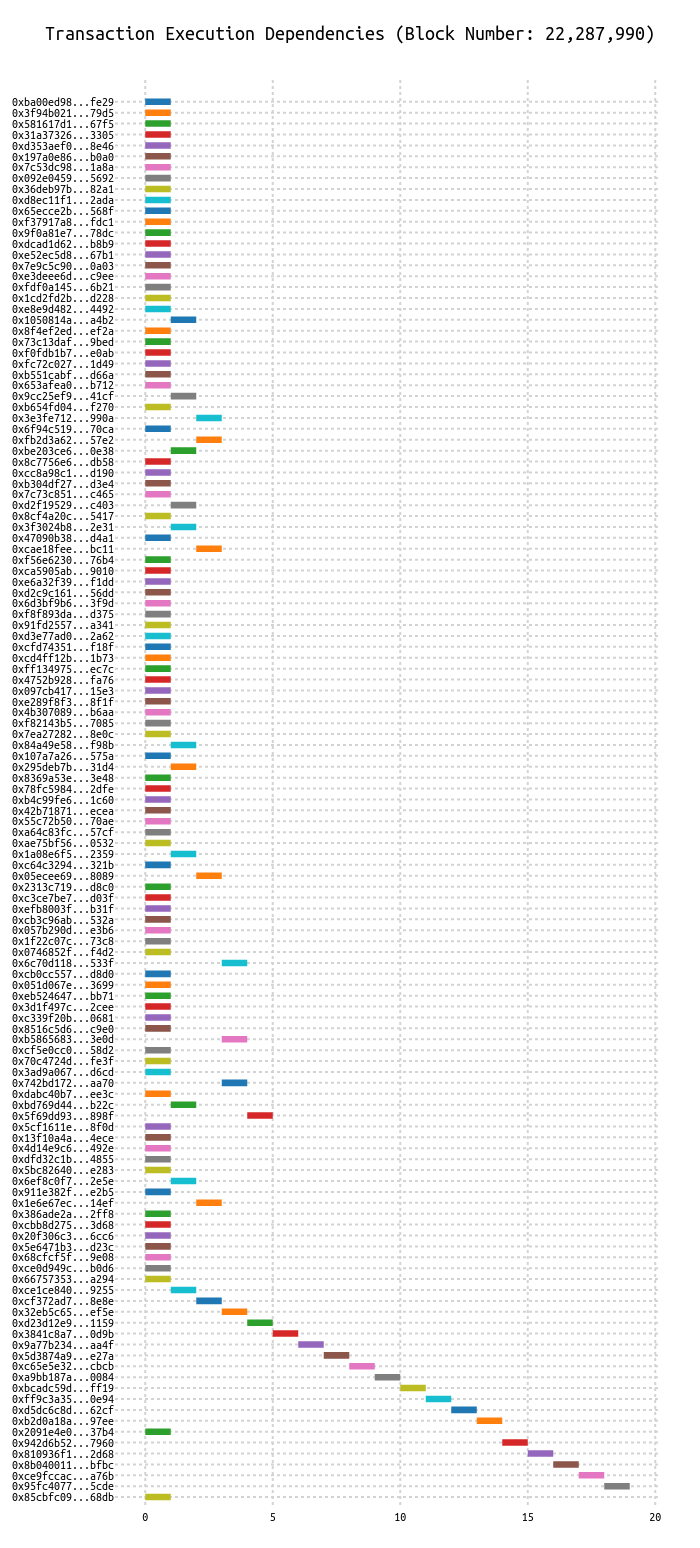 Transaction Execution Dependencies (Block Number: 22,287,990)
0xba00ed98...fe29
0x3f94b021...79d5
0x581617d1...67f5
0x31a37326...3305
0xd353aef0...8e46
0x197a0e86...b0a0
0x7c53dc98...1a8a
0x092e0459...5692
0x36deb97b...82a1
0xd8ec11f1...2ada
0x65ecce2b...568f
0xf37917a8...fdc1
0x9f0a81e7...78dc
0xdcad1d62...b8b9
0xe52ec5d8...67b1
0x7e9c5c90...0a03
0xe3deee6d...c9ee
0xfdf0a145...6b21
0x1cd2fd2b...d228
0xe8e9d482...4492
0x1050814a...a4b2
0x8f4ef2ed...ef2a
0x73c13daf...9bed
0xf0fdb1b7...e0ab
0xfc72c027...1d49
0xb551cabf...d66a
0x653afea0...b712
0x9cc25ef9...41cf
0xb654fd04...f270
0x3e3fe712...990a
0x6f94c519...70ca
0xfb2d3a62...57e2
0xbe203ce6...0e38
0x8c7756e6...db58
0xcc8a98c1...d190
0xb304df27...d3e4
0x7c73c851...c465
0xd2f19529...c403
0x8cf4a20c...5417
0x3f3024b8...2e31
0x47090b38...d4a1
0xcae18fee...bc11
0xf56e6230...76b4
0xca5905ab...9010
0xe6a32f39...f1dd
0xd2c9c161...56dd
0x6d3bf9b6...3f9d
0xf8f893da...d375
0x91fd2557...a341
0xd3e77ad0...2a62
0xcfd74351...f18f
0xcd4ff12b...1b73
0xff134975...ec7c
0x4752b928...fa76
0x097cb417...15e3
0xe289f8f3...8f1f
0x4b307089...b6aa
0xf82143b5...7085
0x7ea27282...8e0c
0x84a49e58...f98b
0x107a7a26...575a
0x295deb7b...31d4
0x8369a53e...3e48
0x78fc5984...2dfe
0xb4c99fe6...1c60
0x42b71871...ecea
0x55c72b50...70ae
0xa64c83fc...57cf
0xae75bf56...0532
0x1a08e6f5...2359
0xc64c3294...321b
0x05ecee69...8089
0x2313c719...d8c0
0xc3ce7be7...d03f
0xefb8003f...b31f
0xcb3c96ab...532a
0x057b290d...e3b6
0x1f22c07c...73c8
0x0746852f...f4d2
0x6c70d118...533f
0xcb0cc557...d8d0
0x051d067e...3699
0xeb524647...bb71
0x3d1f497c...2cee
0xc339f20b...0681
0x8516c5d6...c9e0
0xb5865683...3e0d
0xcf5e0cc0...58d2
0x70c4724d...fe3f
0x3ad9a067...d6cd
0x742bd172...aa70
0xdabc40b7...ee3c
0xbd769d44...b22c
0x5f69dd93...898f
0x5cf1611e...8f0d
0x13f10a4a...4ece
0x4d14e9c6...492e
0xdfd32c1b...4855
0x5bc82640...e283
0x6ef8c0f7...2e5e
0x911e382f...e2b5
0x1e6e67ec...14ef
0x386ade2a...2ff8
0xcbb8d275...3d68
0x20f306c3...6cc6
0x5e6471b3...d23c
0x68cfcf5f...9e08
0xce0d949c...b0d6
0x66757353...a294
0xce1ce840...9255
0xcf372ad7...8e8e
0x32eb5c65...ef5e
0xd23d12e9...1159
0x3841c8a7...0d9b
0x9a77b234...aa4f
0x5d3874a9...e27a
0xc65e5e32...cbcb
0xa9bb187a...0084
0xbcadc59d...ff19
0xff9c3a35...0e94
0xd5dc6c8d...62cf
0xb2d0a18a...97ee
0x2091e4e0...37b4
0x942d6b52...7960
0x810936f1...2d68
0x8b040011...bfbc
0xce9fccac...a76b
0x95fc4077...5cde
0x85cbfc09...68db
0 5 10 15 20